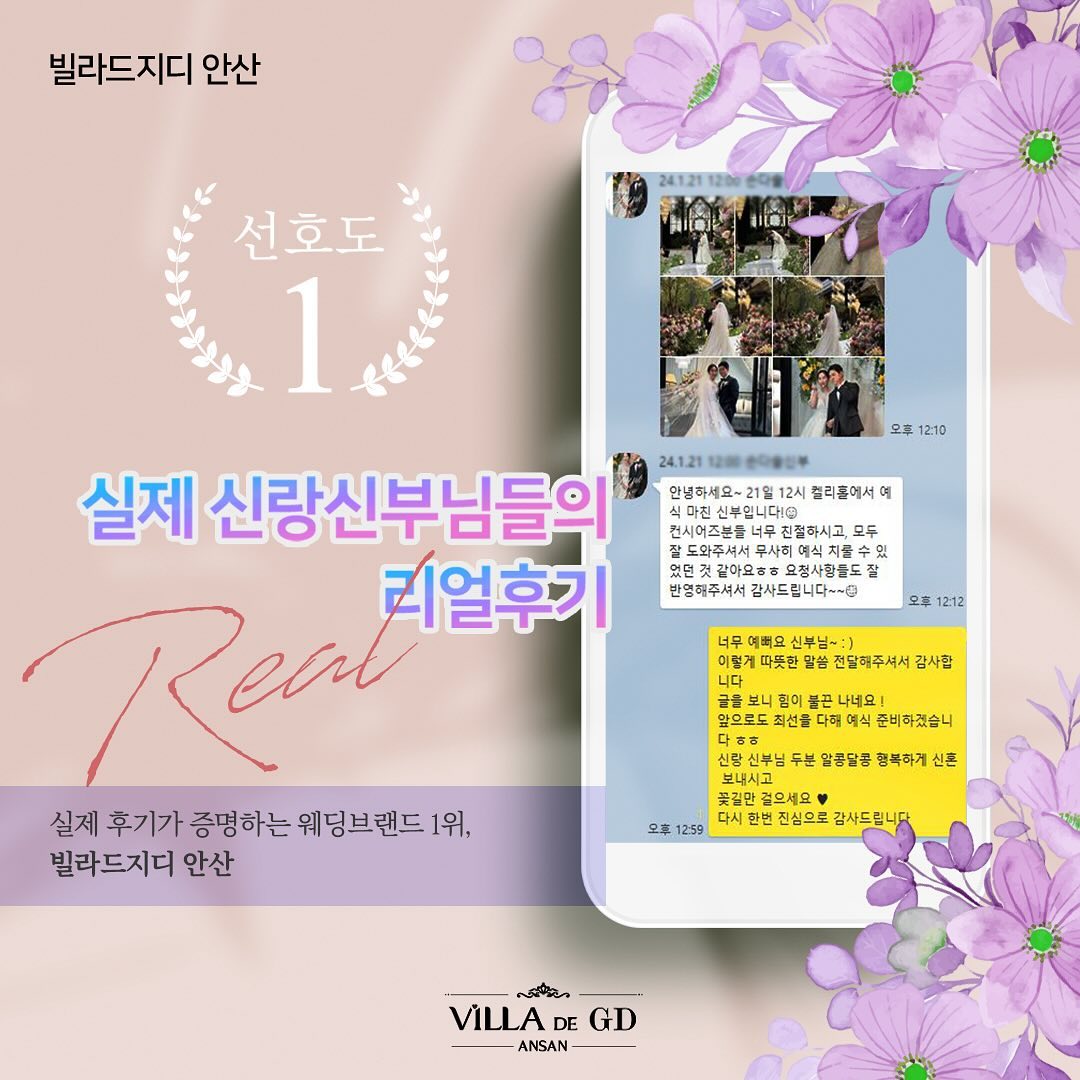 빌라드지디 안산
선호도
1
실제 신랑신부님들의
리얼후기
Real
실제 후기가 증명하는 웨딩브랜드 1위,
빌라드지디 안산
24.1.21 12:00
오후 12:10
24.1.21 12:00
안녕하세요~ 21일 12시 켈리홀에서 예
식 마친 신부입니다!☺
컨시어즈분들 너무 친절하시고, 모두
잘 도와주셔서 무사히 예식 치룰 수 있
었던 것 같아요ㅎㅎ 요청사항들도 잘
반영해주셔서 감사드립니다~~
오후 12:12
너무 예뻐요 신부님~ : )
이렇게 따뜻한 말씀 전달해주셔서 감사합
니다
글을 보니 힘이 불끈 나네요 !
앞으로도 최선을 다해 예식 준비하겠습니
다 ㅎㅎ
신랑 신부님 두분 알콩달콩 행복하게 신혼
보내시고
꽃길만 걸으세요 ♥
다시 한번 진심으로 감사드립니다
오후 12:59
VILLA DE GD
ANSAN